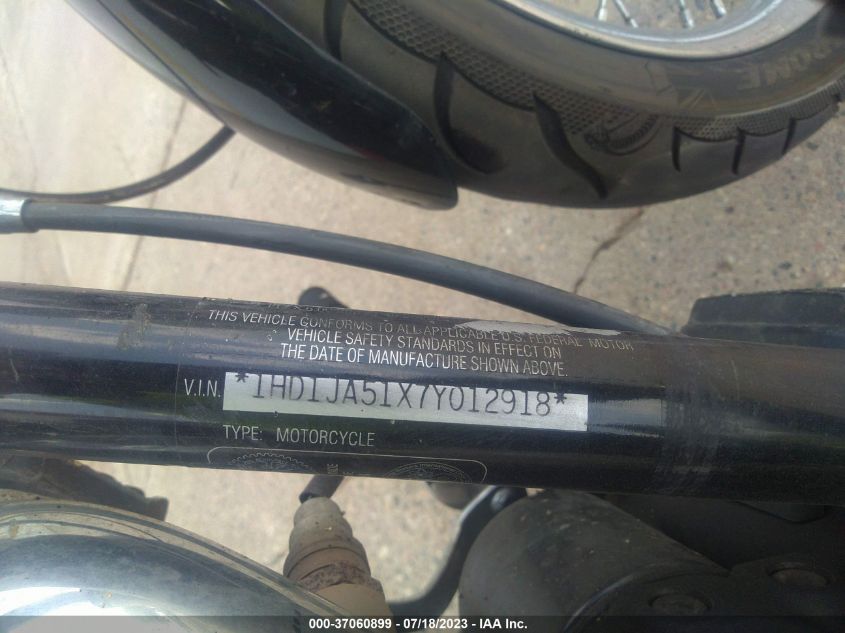 THIS VEHICLE CONFORMS TO ALL APPLICABLE U.S. FEDERAL MOTOR
VEHICLE SAFETY STANDARDS IN EFFECT ON
THE DATE OF MANUFACTURE SHOWN ABOVE.
V.I.N. *1HD1JA51X7Y012918*
TYPE: MOTORCYCLE
000-37060899 - 07/18/2023 - IAA Inc.